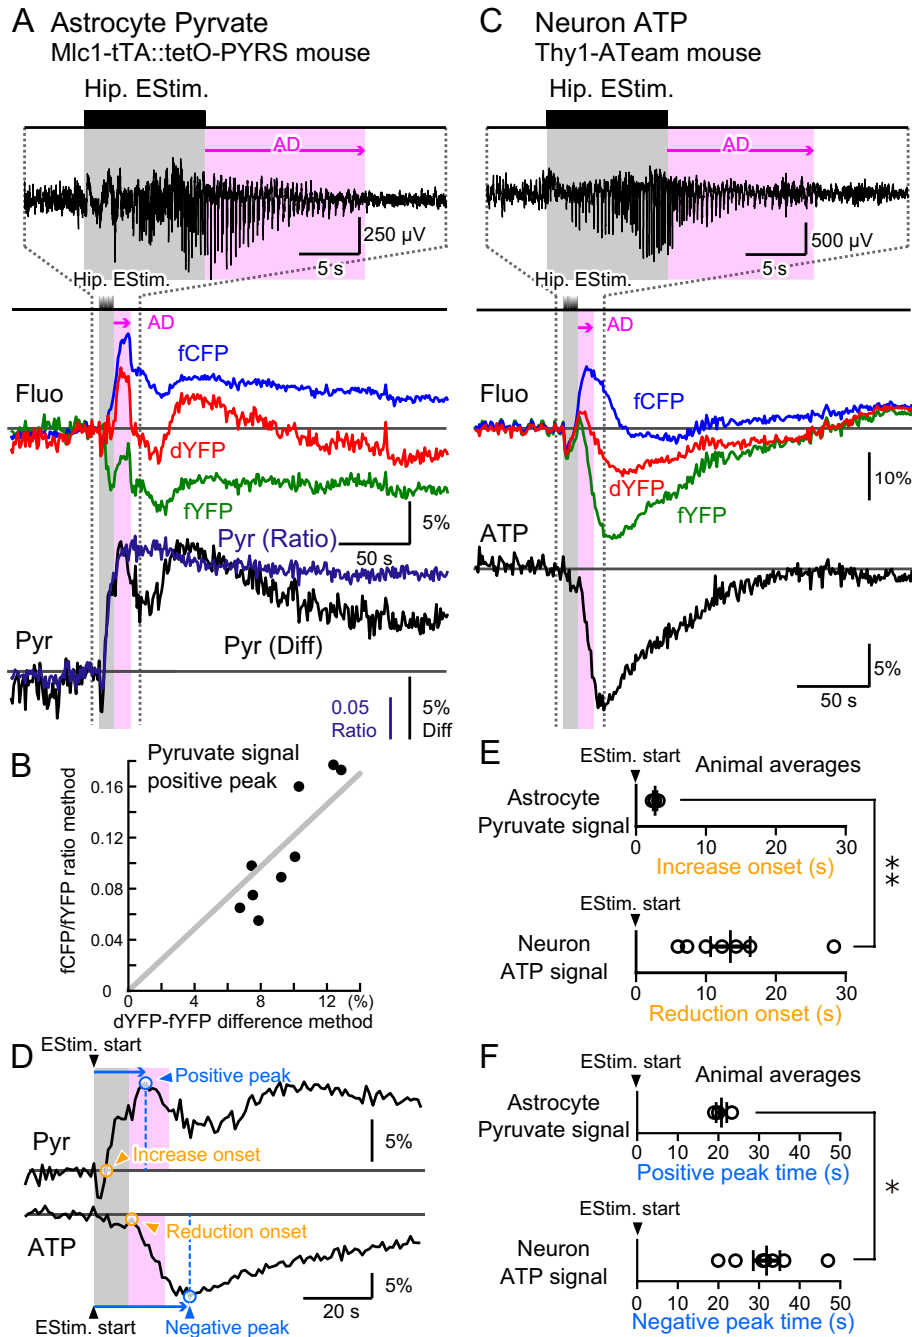 A Astrocyte Pyrvate
Mlc1-tTA::tetO-PYRS mouse
Hip. EStim.
AD
250 µV
5 s
Hip. EStim.
AD
fCFP
Fluo
dYFP
fYFP
5%
50 s
Pyr (Ratio)
Pyr
Pyr (Diff)
0.05
Ratio
5%
Diff
C Neuron ATP
Thy1-ATeam mouse
Hip. EStim.
AD
500 µV
5 s
Hip. EStim.
AD
Fluo
fCFP
dYFP
fYFP
10%
ATP
5%
50 s
B Pyruvate signal
positive peak
fCFP/fYFP ratio method
0.16
0.12
0.08
0.04
0
0 4 8 12 (%)
dYFP-fYFP difference method
D EStim. start
Positive peak
Pyr
Increase onset
5%
Reduction onset
ATP
5%
20 s
EStim. start
Negative peak
E EStim. start
Animal averages
Astrocyte
Pyruvate signal
0 10 20 30
Increase onset (s)
**
EStim. start
Neuron
ATP signal
0 10 20 30
Reduction onset (s)
F EStim. start
Animal averages
Astrocyte
Pyruvate signal
0 10 20 30 40 50
Positive peak time (s)
*
EStim. start
Neuron
ATP signal
0 10 20 30 40 50
Negative peak time (s)